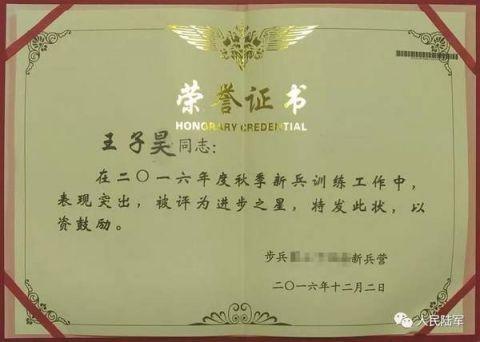 荣誉证书
HONORARY CREDENTIAL
王子昊同志：
在二〇一六年度秋季新兵训练工作中，
表现突出，被评为进步之星，特发此状，以
资鼓励。
步兵新兵营
二〇一六年十二月二日
人民陆军